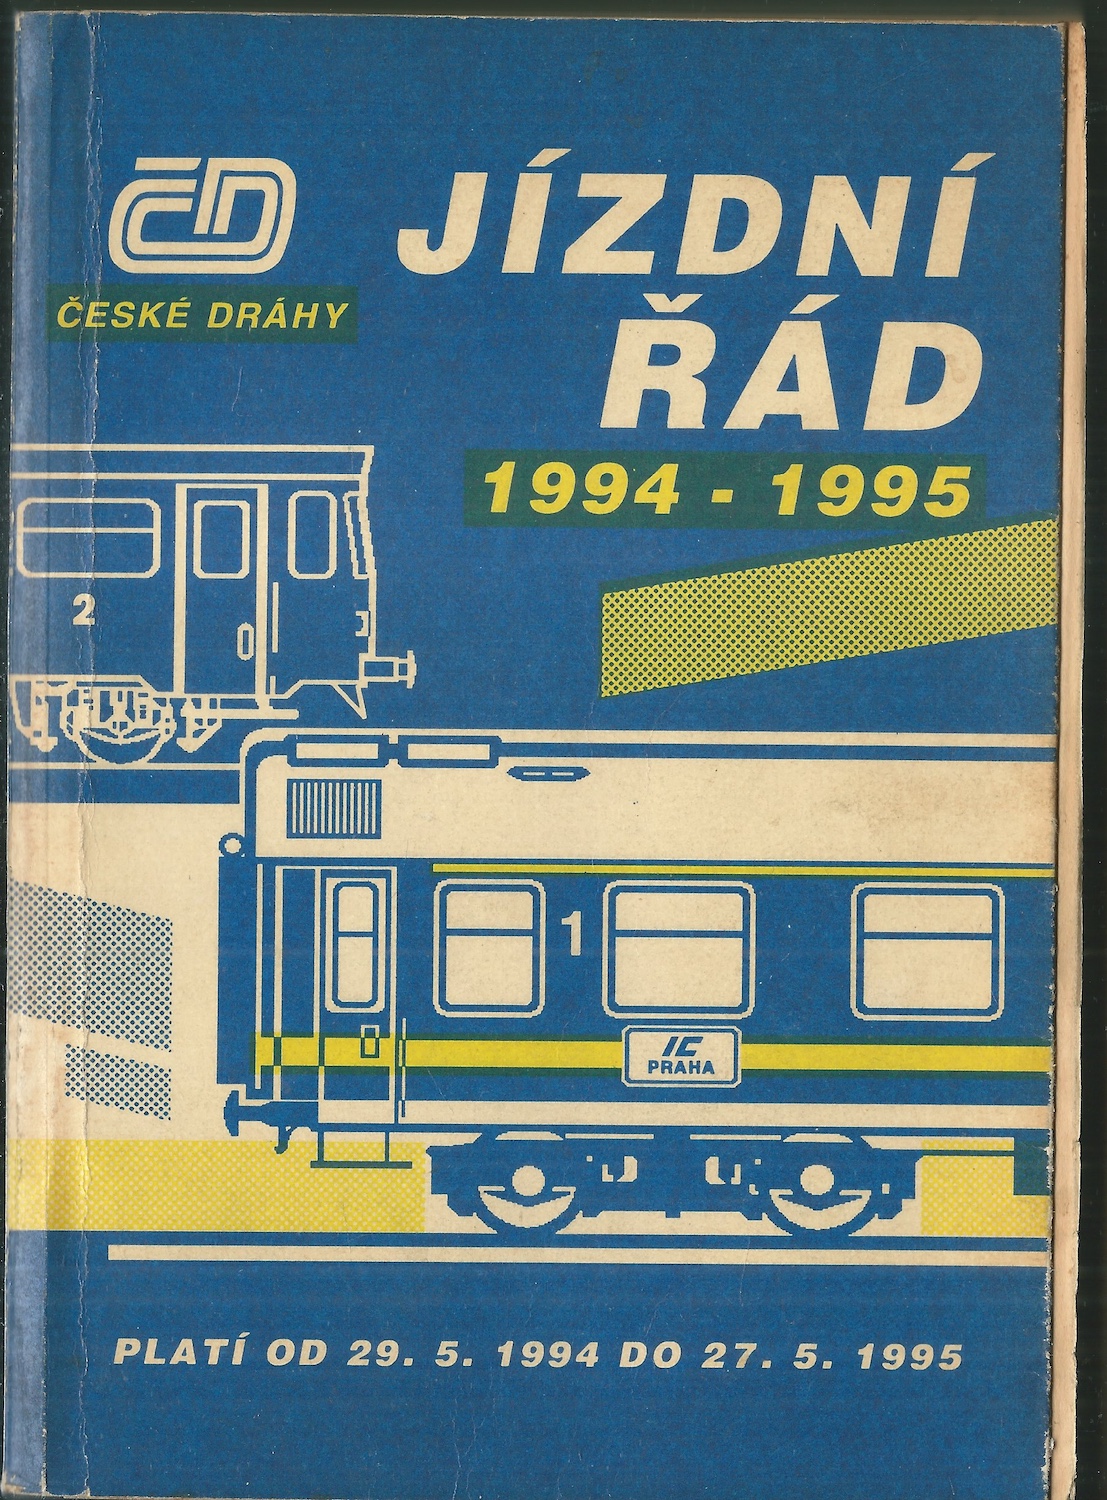 ČD
ČESKÉ DRÁHY
JÍZDNÍ
ŘÁD
1994 - 1995
2
1
IC
PRAHA
PLATÍ OD 29. 5. 1994 DO 27. 5. 1995